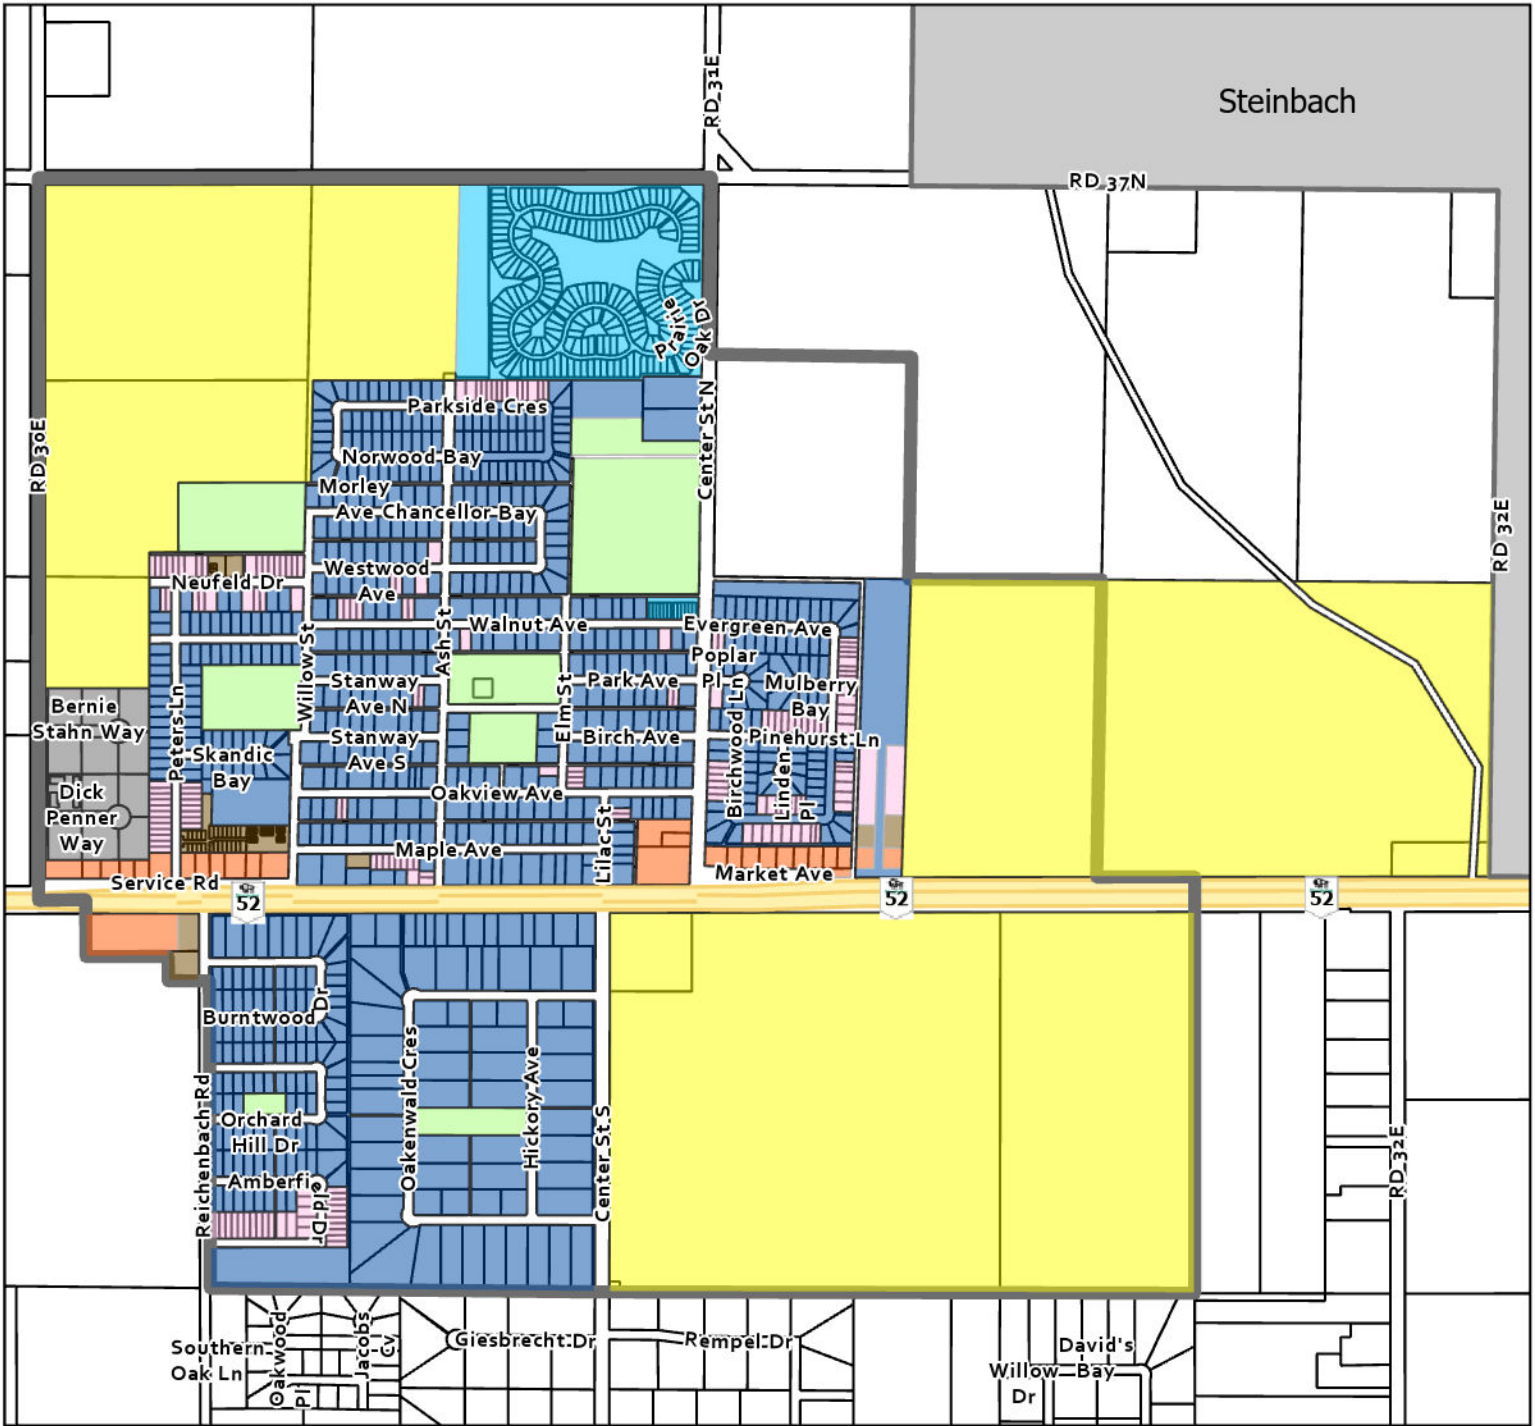 Steinbach
RD 31E
RD 37N
Prairie
Oak Dr
Parkside Cres
Center St N
RD 30E
Norwood Bay
Morley
Ave
Chancellor Bay
RD 32E
Westwood
Ave
Neufeld Dr
Walnut Ave
Evergreen Ave
Ash St
Willow St
Poplar
Pl
Stanway
Ave N
Elm St
Park Ave
Mulberry
Bay
Bernie
Stahn Way
Peters Ln
Birchwood Ln
Stanway
Ave S
Birch Ave
Pinehurst Ln
Skandic
Bay
Linden
Pl
Dick
Penner
Way
Oakview Ave
Lilac St
Maple Ave
Market Ave
Service Rd
52
52
52
Burntwood Dr
Oakenwald Cres
Hickory Ave
Orchard
Hill Dr
Reichenbach Rd
Center S
RD 32E
Amberfield Dr
Southern
Oak Ln
Oakwood
Pl
Jacobs
Cv
Giesbrecht Dr
Rempel Dr
David's
Willow Bay
Dr